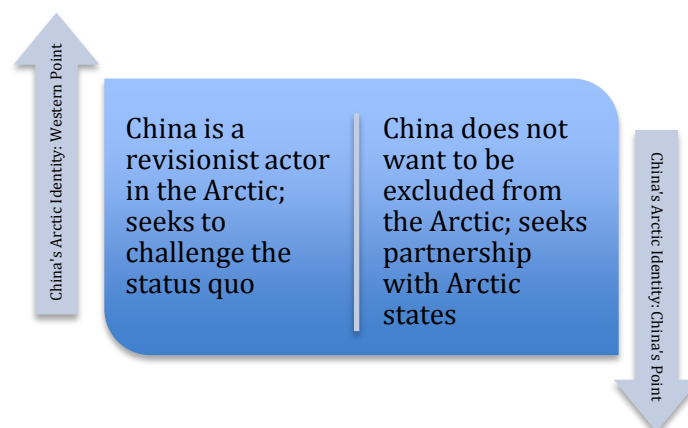 China's Arctic Identity: Western Point
China is a
revisionist actor
in the Arctic;
seeks to
challenge the
status quo
China does not
want to be
excluded from
the Arctic; seeks
partnership
with Arctic
states
China's Arctic Identity: China's Point